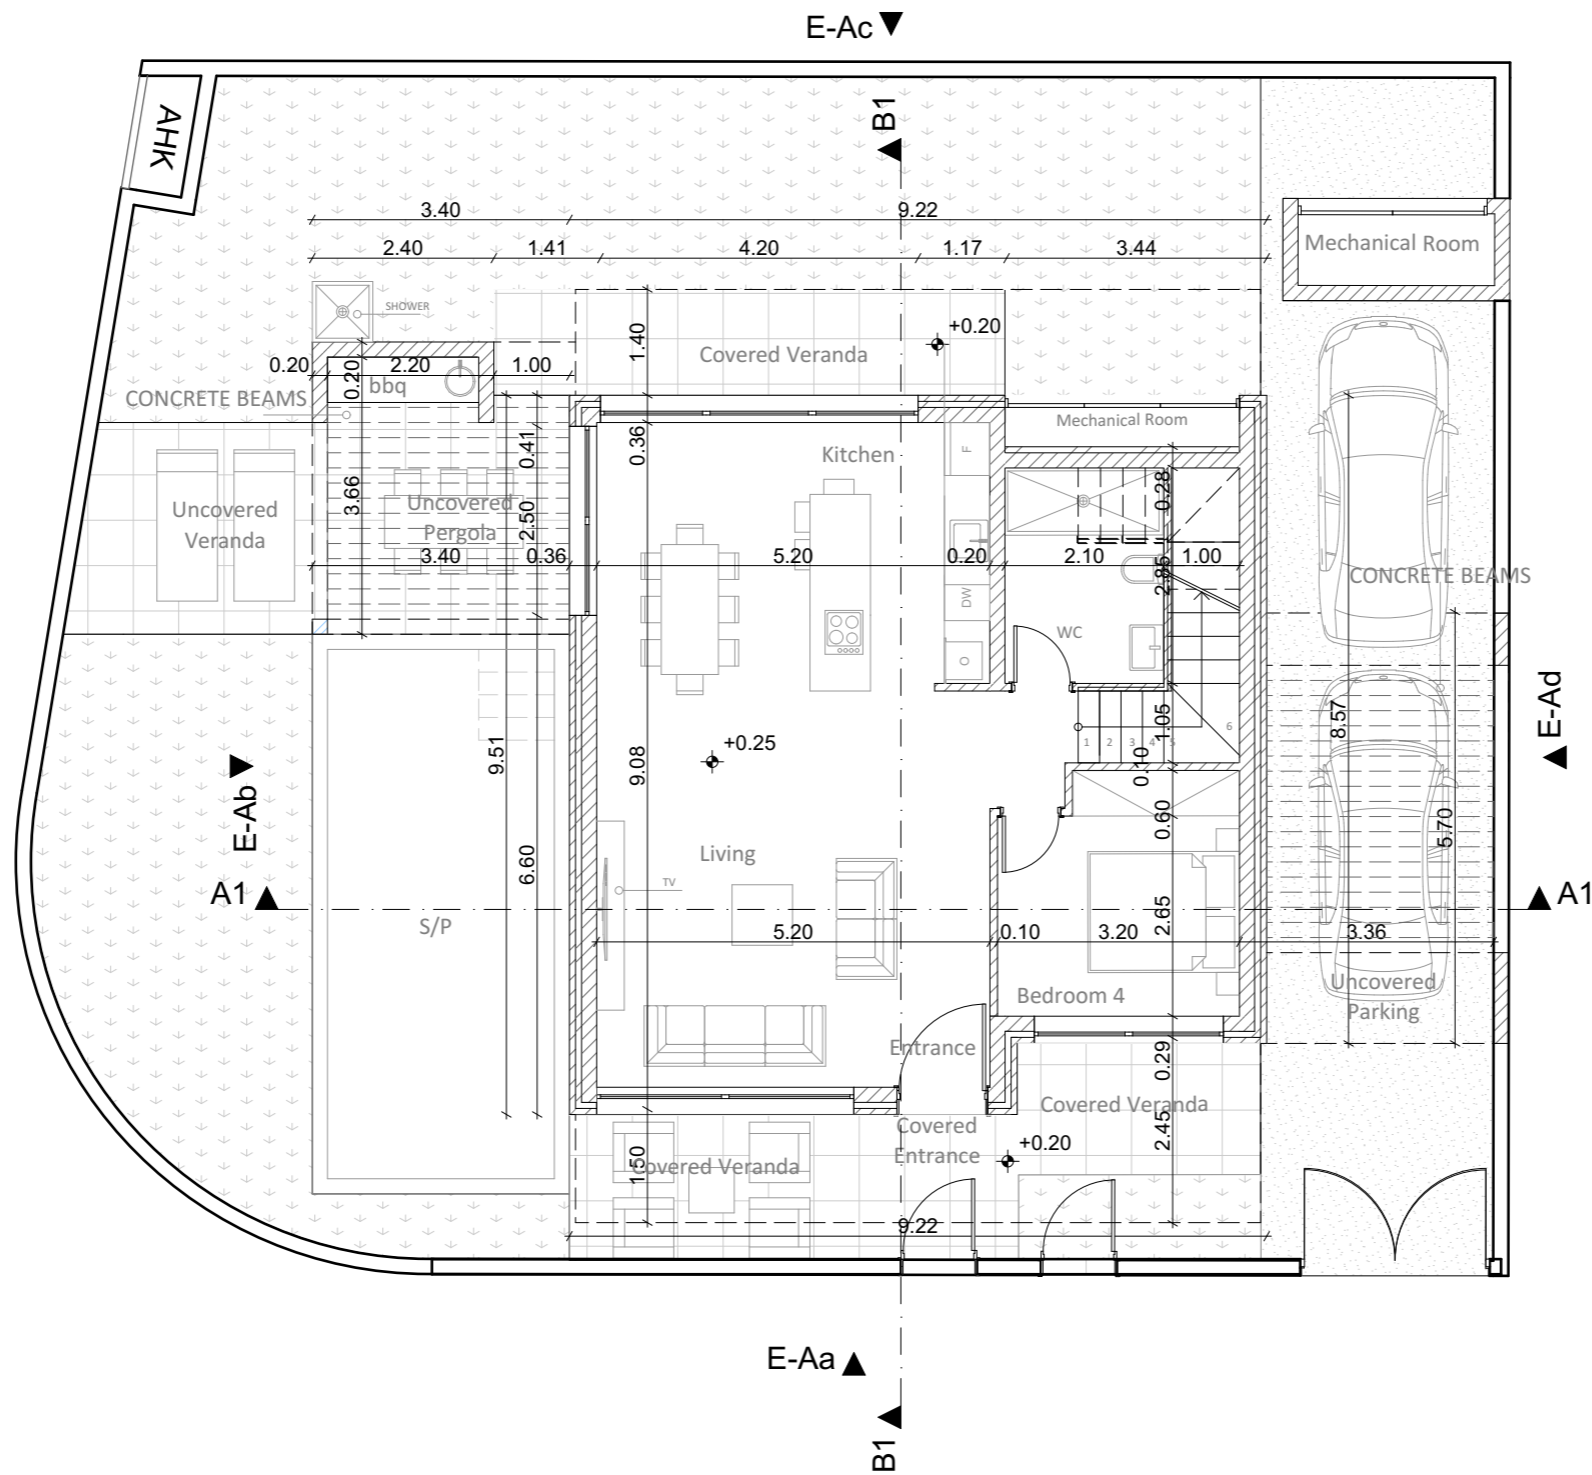 E-Ac
B1
AHK
3.40
9.22
2.40
1.41
4.20
1.17
3.44
Mechanical Room
SHOWER
+0.20
1.40
Covered Veranda
0.20
2.20
1.00
0.20
bbq
CONCRETE BEAMS
Mechanical Room
0.36
0.41
Kitchen
F
0.28
3.66
2.50
Uncovered
Veranda
Uncovered
Pergola
3.40
0.36
5.20
0.20
2.10
2.85
1.00
CONCRETE BEAMS
DW
WC
O
9.51
9.08
+0.25
1
2
3
4
5
6
1.05
0.10
8.57
E-Ad
E-Ab
0.60
5.70
6.60
Living
TV
A1
A1
S/P
5.20
0.10
3.20
2.65
3.36
Bedroom 4
Uncovered
Parking
Entrance
0.29
Covered Veranda
Covered
Entrance
2.45
+0.20
1.50
Covered Veranda
9.22
E-Aa
B1